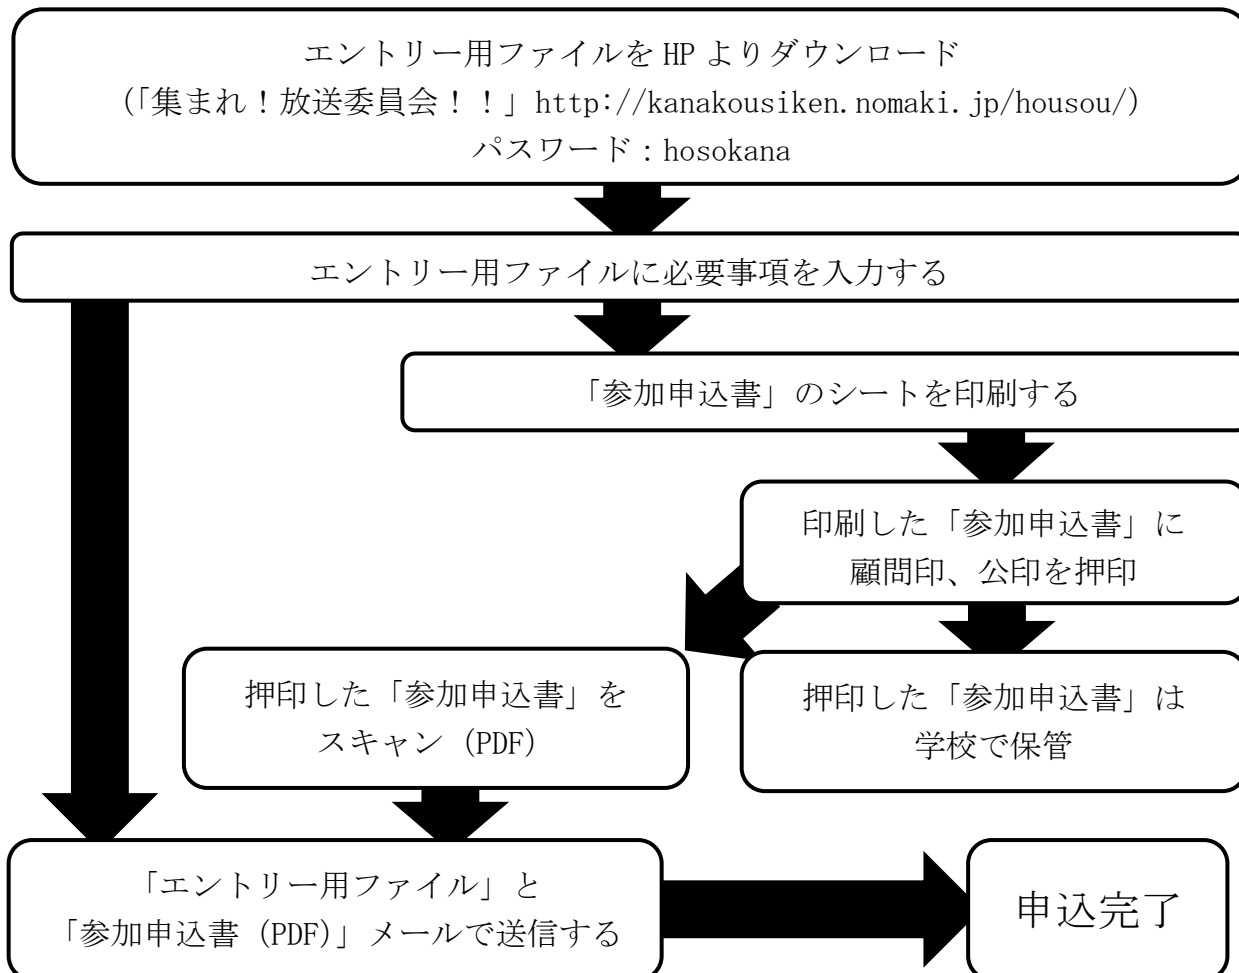 エントリー用ファイルを HP よりダウンロード
（「集まれ！放送委員会！！」http://kanakousiken.nomaki.jp/housou/）
パスワード：hosokana
エントリー用ファイルに必要事項を入力する
「参加申込書」のシートを印刷する
印刷した「参加申込書」に
顧問印、公印を押印
押印した「参加申込書」を
スキャン（PDF）
押印した「参加申込書」は
学校で保管
「エントリー用ファイル」と
「参加申込書（PDF）」メールで送信する
申込完了